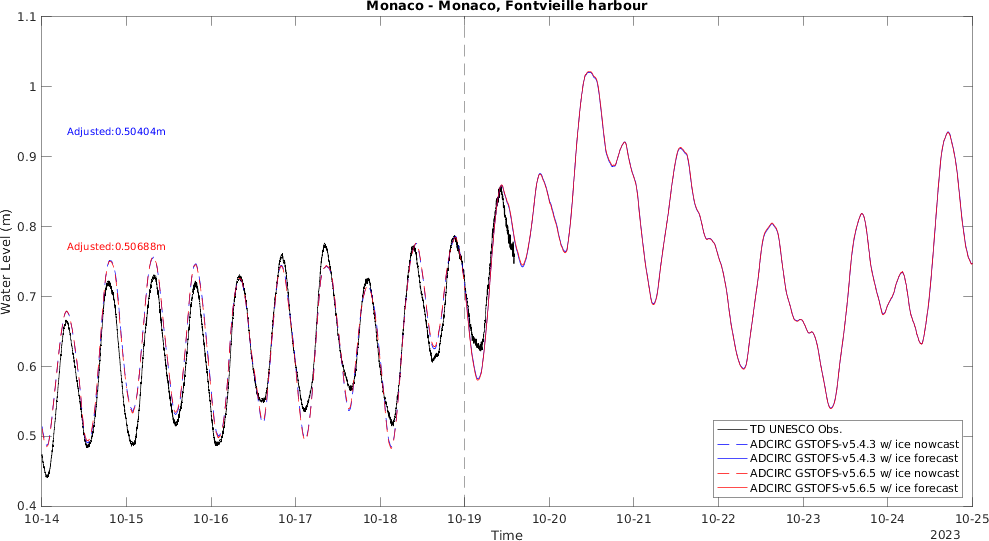 Monaco - Monaco, Fontvieille harbour
1.1
1
0.9
0.8
0.7
0.6
0.5
0.4
Water Level (m)
Adjusted:0.50404m
Adjusted:0.50688m
TD UNESCO Obs.
ADCIRC GSTOFS-v5.4.3 w/ ice nowcast
ADCIRC GSTOFS-v5.4.3 w/ ice forecast
ADCIRC GSTOFS-v5.6.5 w/ ice nowcast
ADCIRC GSTOFS-v5.6.5 w/ ice forecast
10-14 10-15 10-16 10-17 10-18 10-19 10-20 10-21 10-22 10-23 10-24 10-25
Time
2023